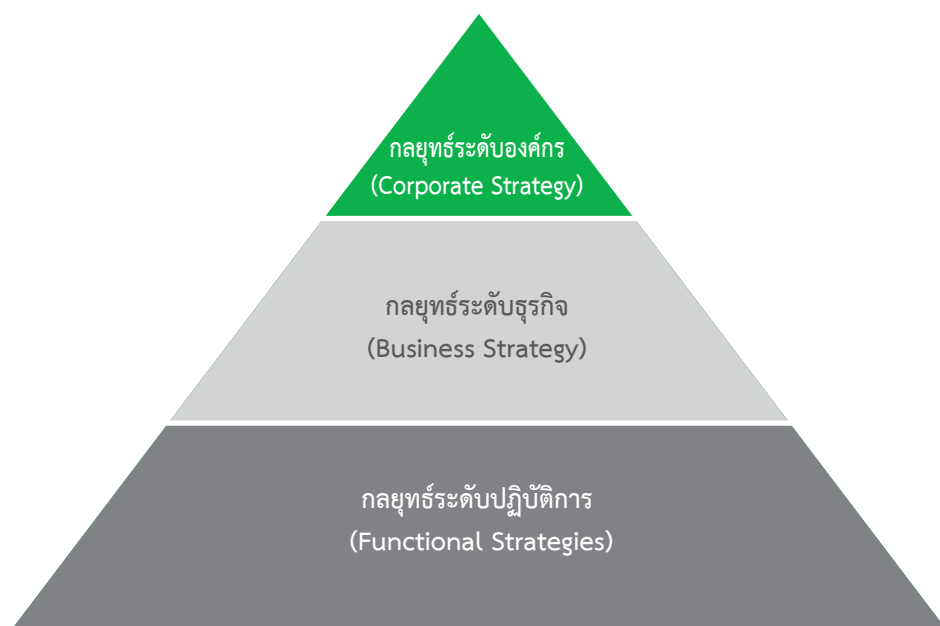 กลยุทธ์ระดับองค์กร
(Corporate Strategy)
กลยุทธ์ระดับธุรกิจ
(Business Strategy)
กลยุทธ์ระดับปฏิบัติการ
(Functional Strategies)